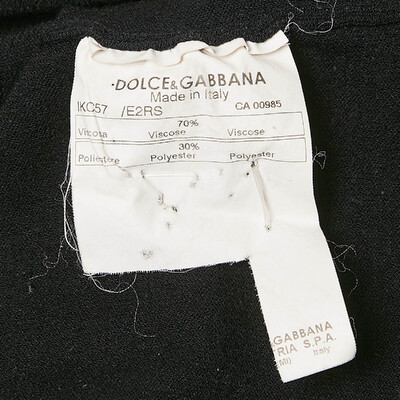 DOLCE&GABBANA
Made in Italy
IKC57 /E2RS CA 00985
70%
Viscosa Viscose Viscose
30%
Poliestere Polyester Polyester
GABBANA
RIA S.P.A.
(MI) Italy